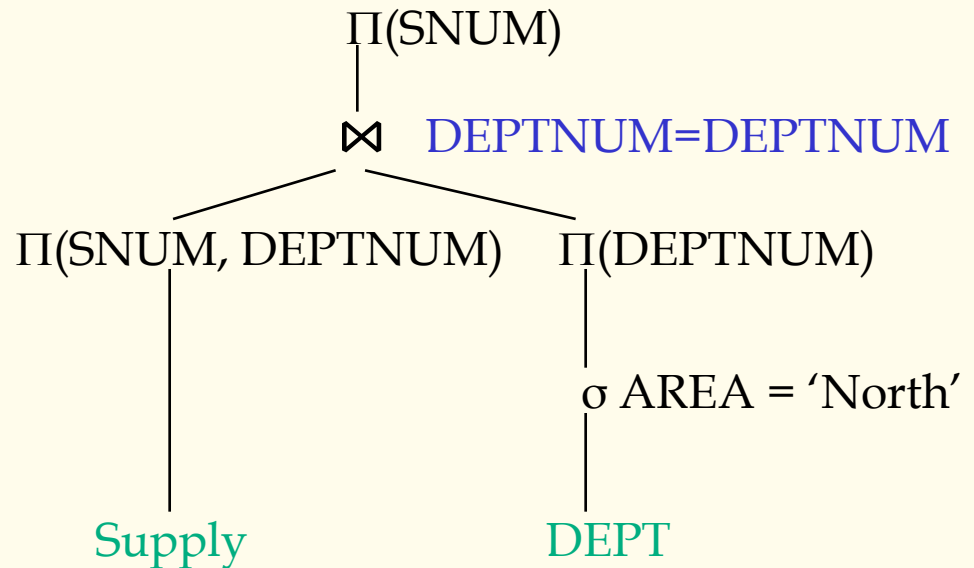 Π(SNUM)
⋈ DEPTNUM=DEPTNUM
Π(SNUM, DEPTNUM) Π(DEPTNUM)
σ AREA = ‘North’
Supply DEPT